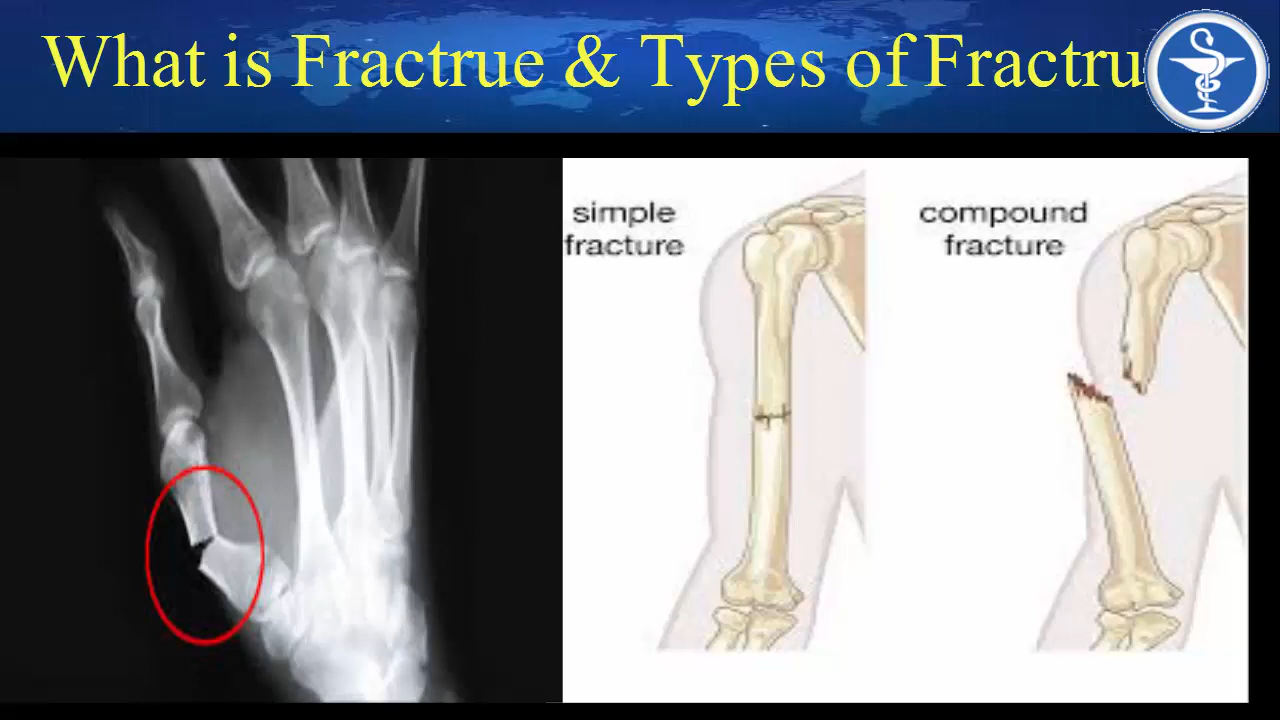 What is Fractrue & Types of Fractru
simple
fracture
compound
fracture